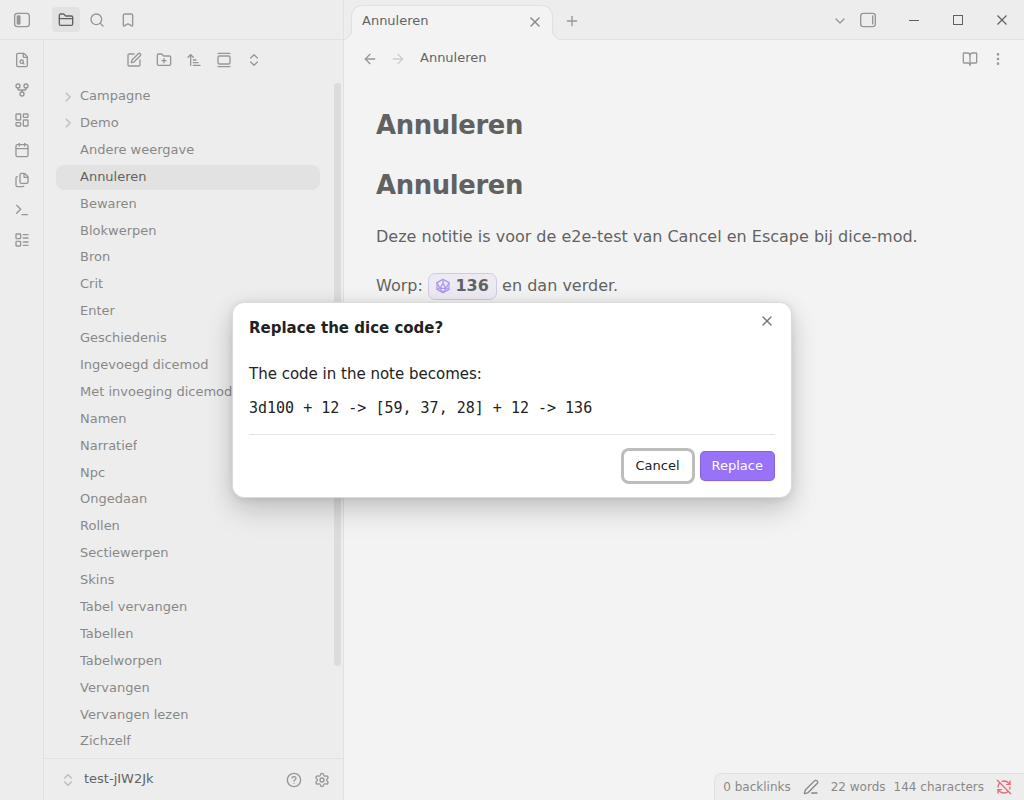 Annuleren
Annuleren
Campagne
Demo
Andere weergave
Annuleren
Bewaren
Blokwerpen
Bron
Crit
Enter
Geschiedenis
Ingevoegd dicemod
Met invoeging dicemod
Namen
Narratief
Npc
Ongedaan
Rollen
Sectiewerpen
Skins
Tabel vervangen
Tabellen
Tabelworpen
Vervangen
Vervangen lezen
Zichzelf
test-jIW2Jk
Annuleren
Annuleren
Deze notitie is voor de e2e-test van Cancel en Escape bij dice-mod.
Worp: 136 en dan verder.
Replace the dice code?
The code in the note becomes:
3d100 + 12 -> [59, 37, 28] + 12 -> 136
Cancel Replace
0 backlinks 22 words 144 characters